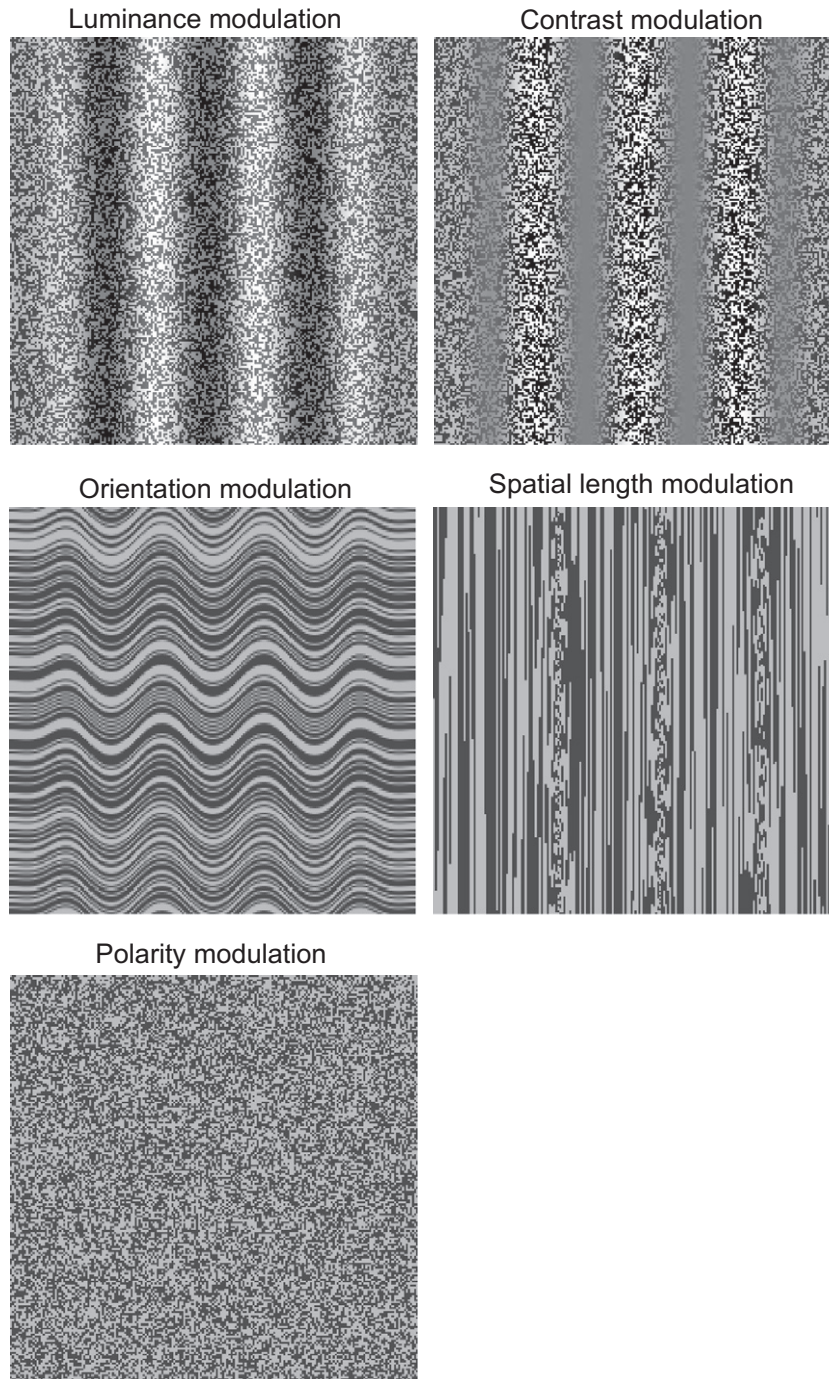 Luminance modulation
Contrast modulation
Orientation modulation
Spatial length modulation
Polarity modulation